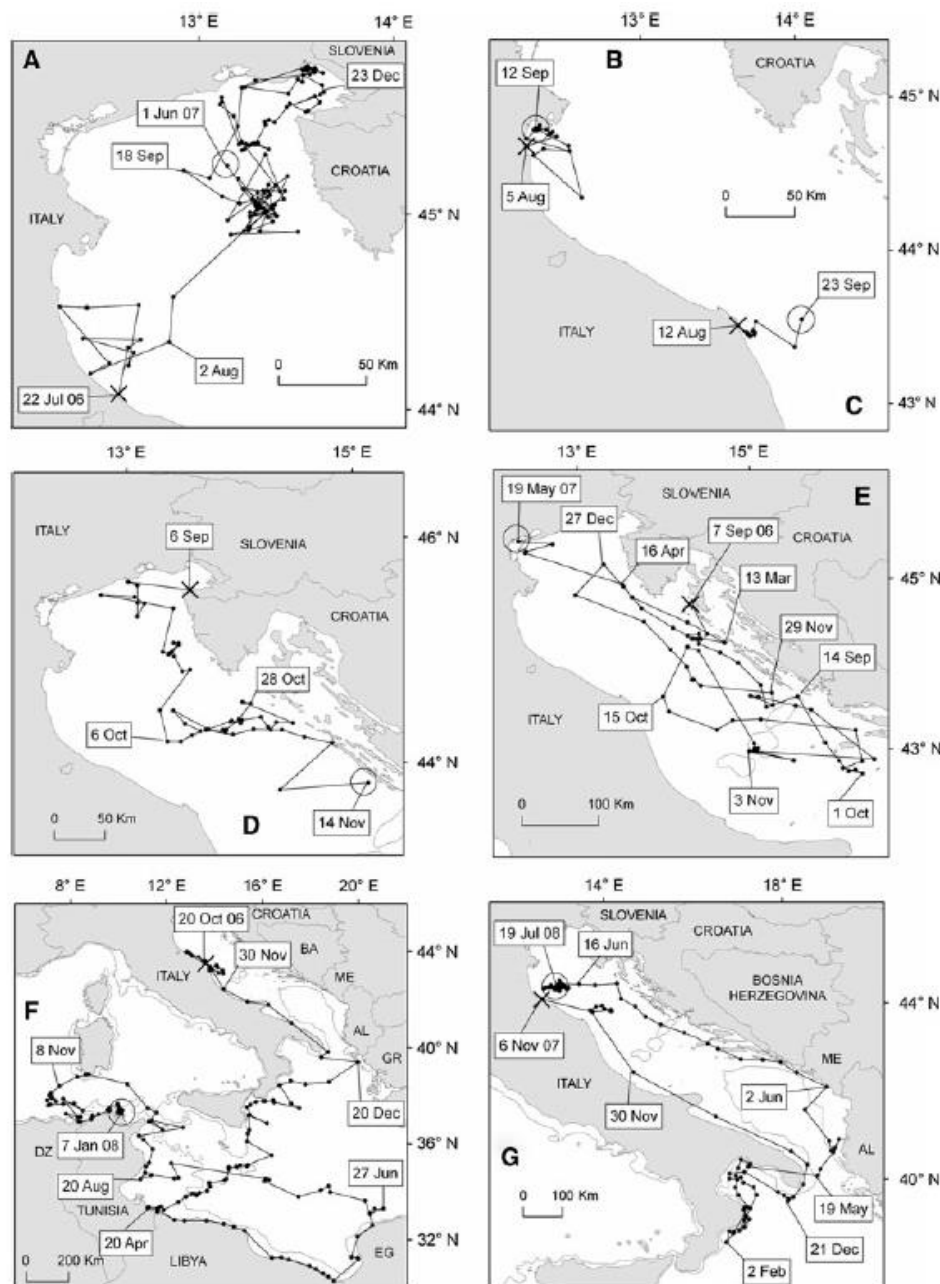 13° E 14° E
A
SLOVENIA
23 Dec
1 Jun 07
18 Sep
CROATIA
ITALY
45° N
0 50 Km
2 Aug
22 Jul 06
44° N
13° E 14° E
B
CROATIA
12 Sep
45° N
5 Aug
0 50 Km
44° N
23 Sep
12 Aug
ITALY
C
43° N
13° E 15° E
ITALY
6 Sep
46° N
SLOVENIA
CROATIA
28 Oct
6 Oct
44° N
0 50 Km
D
14 Nov
13° E 15° E
SLOVENIA
E
19 May 07
27 Dec
7 Sep 06
CROATIA
16 Apr
13 Mar
45° N
29 Nov
14 Sep
ITALY
15 Oct
43° N
0 100 Km
3 Nov
1 Oct
8° E 12° E 16° E 20° E
20 Oct 06
CROATIA
44° N
30 Nov
BA
ITALY
ME
F
AL
8 Nov
40° N
GR
20 Dec
7 Jan 08
DZ
36° N
27 Jun
20 Aug
TUNISIA
20 Apr
32° N
0 200 Km
LIBYA
EG
14° E 18° E
SLOVENIA
19 Jul 08
16 Jun
CROATIA
BOSNIA
HERZEGOVINA
44° N
6 Nov 07
ME
ITALY
2 Jun
30 Nov
G
AL
40° N
0 100 Km
19 May
21 Dec
2 Feb